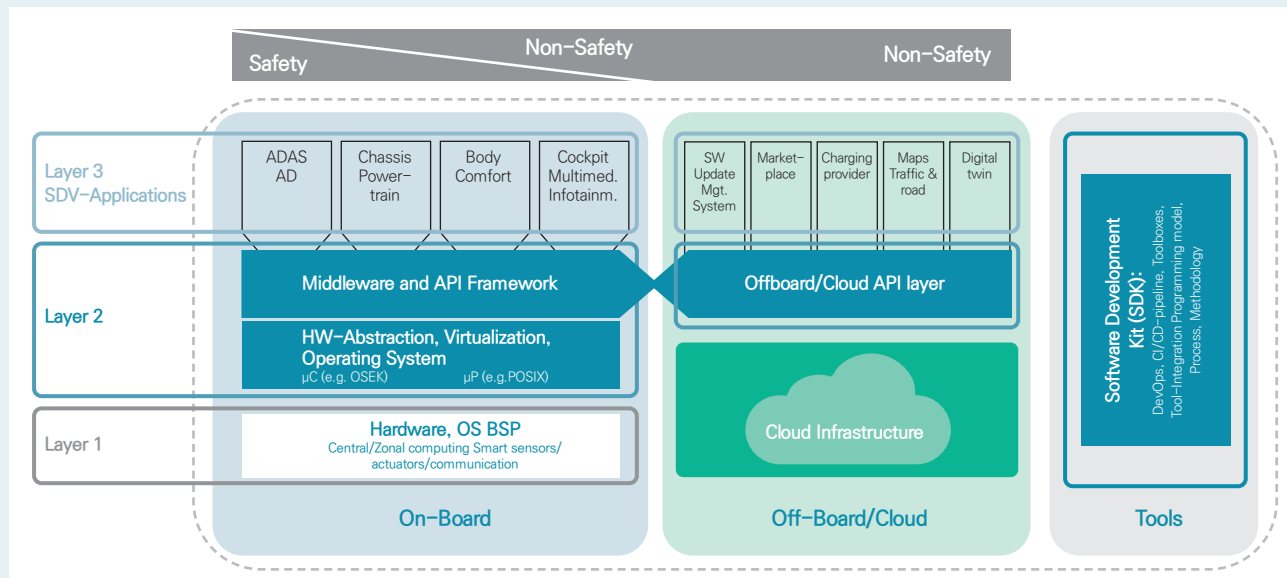 Safety
Non-Safety
Non-Safety
Layer 3
SDV-Applications
ADAS
AD
Chassis
Power-
train
Body
Comfort
Cockpit
Multimed.
Infotainm.
SW
Update
Mgt.
System
Market-
place
Charging
provider
Maps
Traffic &
road
Digital
twin
Layer 2
Middleware and API Framework
Offboard/Cloud API layer
HW-Abstraction, Virtualization,
Operating System
µC (e.g. OSEK)
µP (e.g.POSIX)
Layer 1
Hardware, OS BSP
Central/Zonal computing Smart sensors/
actuators/communication
Cloud Infrastructure
Software Development
Kit (SDK):
DevOps, CI/CD-pipeline, Toolboxes,
Tool-Integration Programming model,
Process, Methodology
On-Board
Off-Board/Cloud
Tools